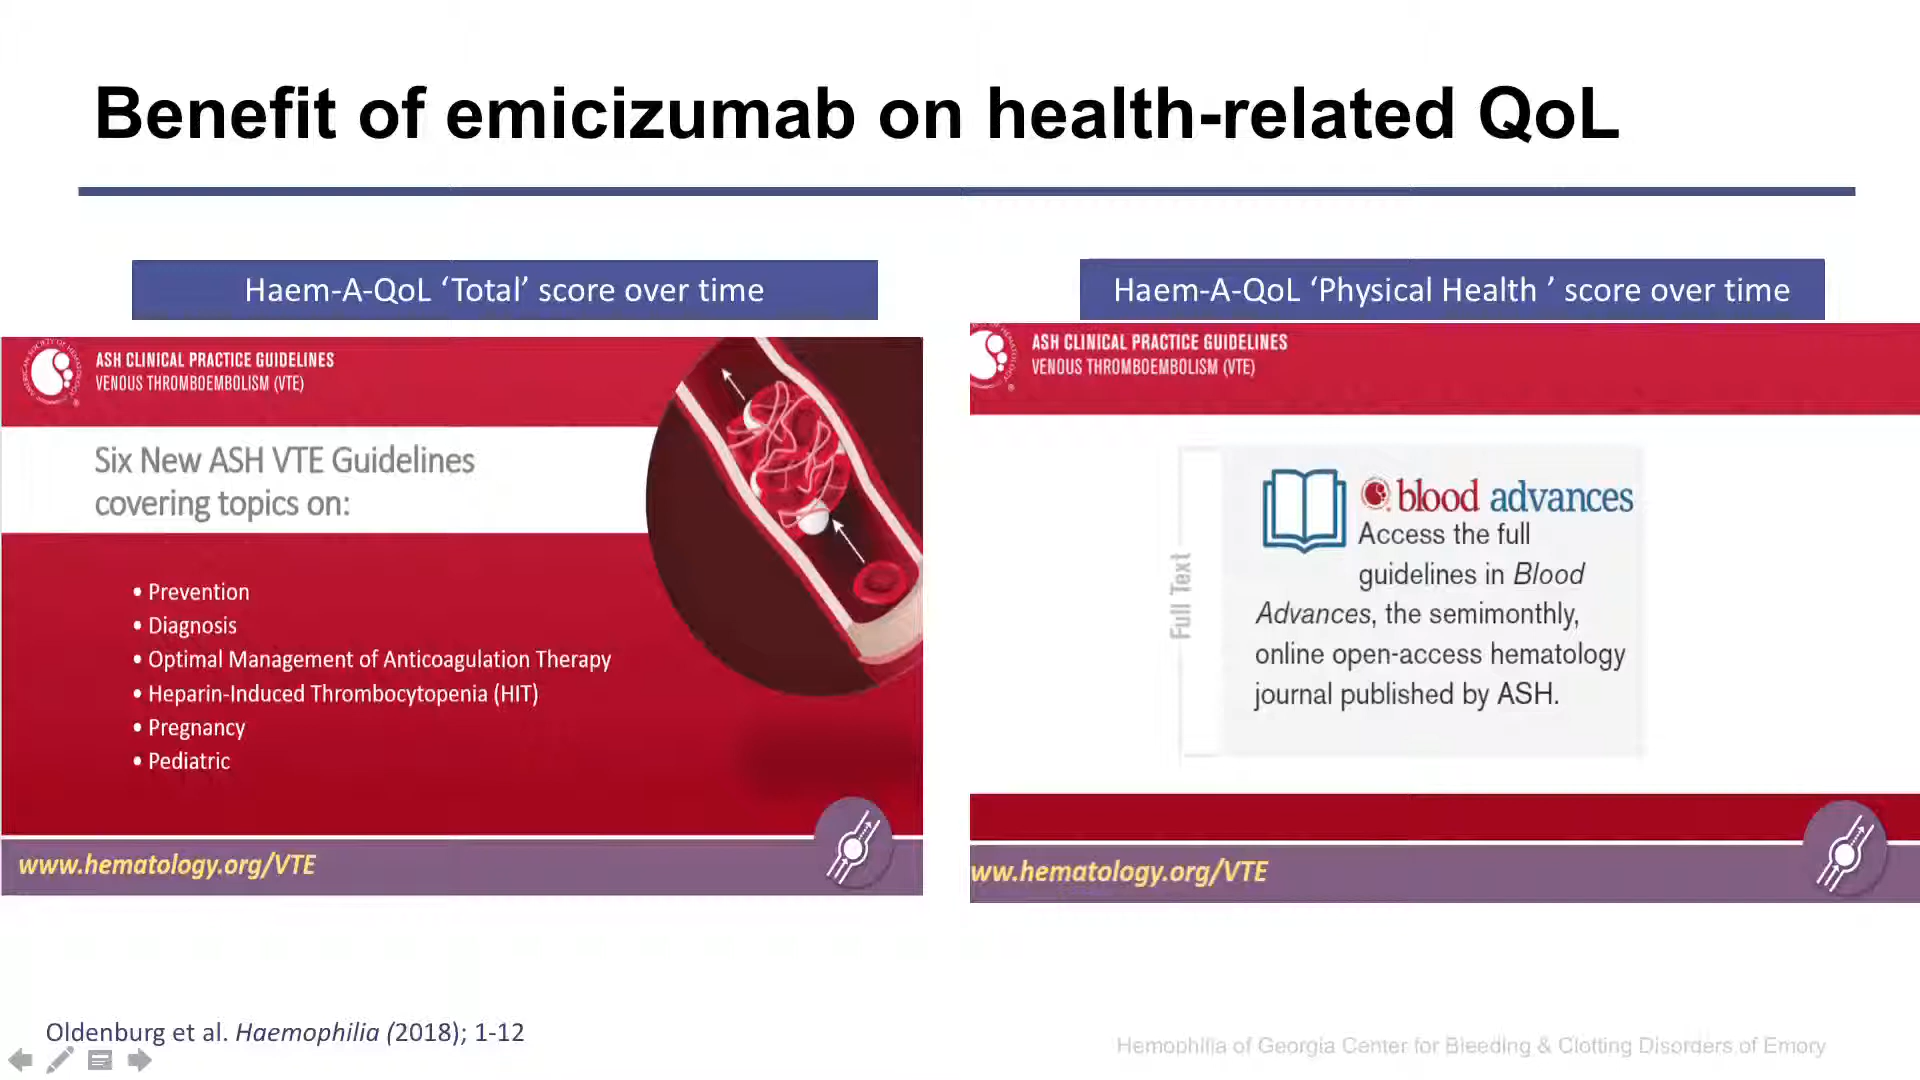 Benefit of emicizumab on health-related QoL
Haem-A-QoL ‘Total’ score over time
ASH CLINICAL PRACTICE GUIDELINES
VENOUS THROMBOEMBOLISM (VTE)
Six New ASH VTE Guidelines
covering topics on:
• Prevention
• Diagnosis
• Optimal Management of Anticoagulation Therapy
• Heparin-Induced Thrombocytopenia (HIT)
• Pregnancy
• Pediatric
www.hematology.org/VTE
Haem-A-QoL ‘Physical Health ’ score over time
ASH CLINICAL PRACTICE GUIDELINES
VENOUS THROMBOEMBOLISM (VTE)
Full Text
blood advances
Access the full
guidelines in Blood
Advances, the semimonthly,
online open-access hematology
journal published by ASH.
ww.hematology.org/VTE
Oldenburg et al. Haemophilia (2018); 1-12
Hemophilia of Georgia Center for Bleeding & Clotting Disorders of Emory